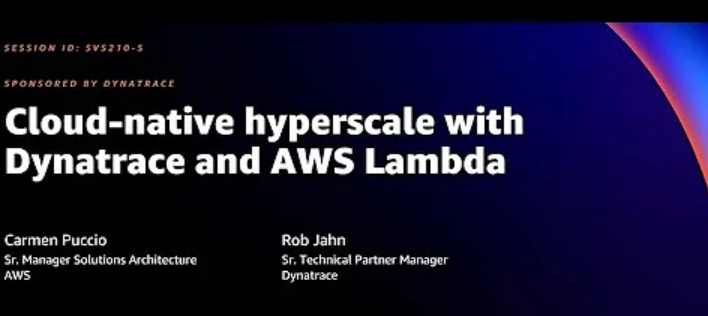 SESSION ID: SVS210-S
SPONSORED BY DYNATRACE
Cloud-native hyperscale with
Dynatrace and AWS Lambda
Carmen Puccio
Sr. Manager Solutions Architecture
AWS
Rob Jahn
Sr. Technical Partner Manager
Dynatrace